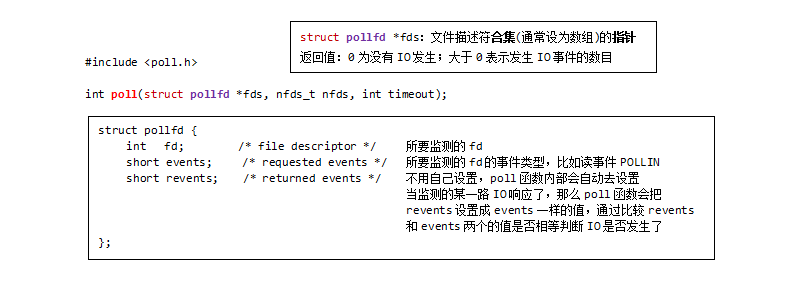 struct pollfd *fds: 文件描述符合集(通常设为数组)的指针
返回值：0 为没有 IO 发生；大于 0 表示发生 IO 事件的数目
#include <poll.h>
int poll(struct pollfd *fds, nfds_t nfds, int timeout);
struct pollfd {
int fd; /* file descriptor */ 所要监测的 fd
short events; /* requested events */ 所要监测的 fd 的事件类型，比如读事件 POLLIN
short revents; /* returned events */ 不用自己设置，poll 函数内部会自动去设置
当监测的某一路 IO 响应了，那么 poll 函数会把
revents 设置成 events 一样的值，通过比较 revents
和 events 两个的值是否相等判断 IO 是否发生了
};